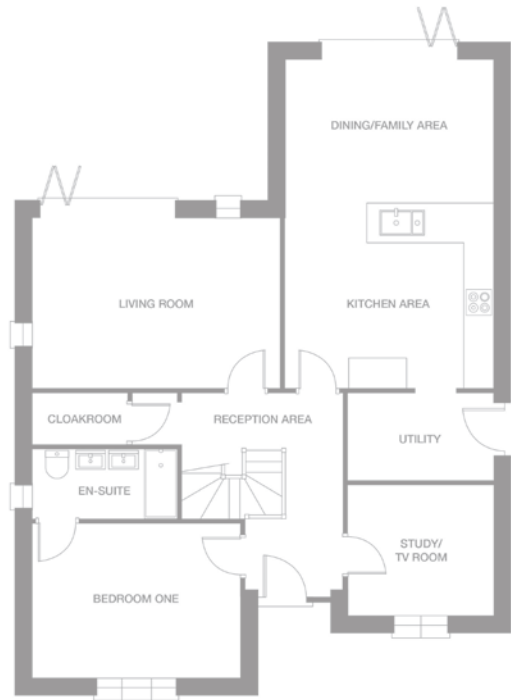 DINING/FAMILY AREA
LIVING ROOM
KITCHEN AREA
CLOAKROOM
RECEPTION AREA
UTILITY
EN-SUITE
STUDY/
TV ROOM
BEDROOM ONE